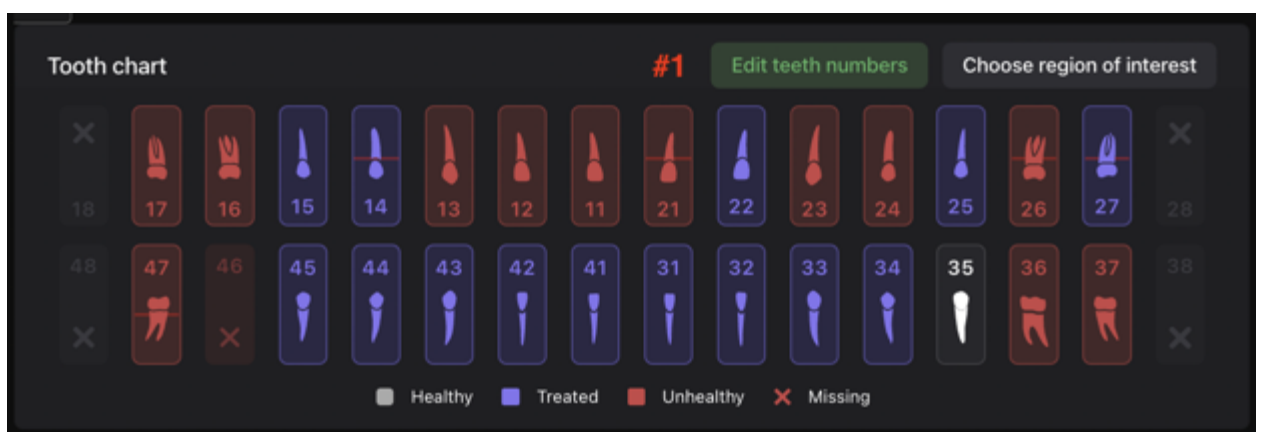 Tooth chart #1 Edit teeth numbers Choose region of interest
18 17 16 15 14 13 12 11 21 22 23 24 25 26 27 28
48 47 46 45 44 43 42 41 31 32 33 34 35 36 37 38
Healthy Treated Unhealthy Missing